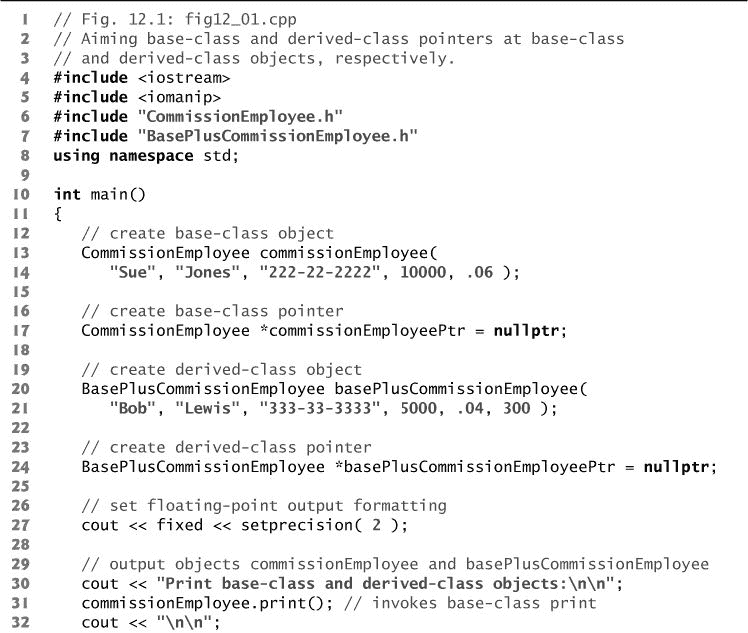 1 // Fig. 12.1: fig12_01.cpp
2 // Aiming base-class and derived-class pointers at base-class
3 // and derived-class objects, respectively.
4 #include <iostream>
5 #include <iomanip>
6 #include "CommissionEmployee.h"
7 #include "BasePlusCommissionEmployee.h"
8 using namespace std;
9
10 int main()
11 {
12    // create base-class object
13    CommissionEmployee commissionEmployee(
14       "Sue", "Jones", "222-22-2222", 10000, .06 );
15
16    // create base-class pointer
17    CommissionEmployee *commissionEmployeePtr = nullptr;
18
19    // create derived-class object
20    BasePlusCommissionEmployee basePlusCommissionEmployee(
21       "Bob", "Lewis", "333-33-3333", 5000, .04, 300 );
22
23    // create derived-class pointer
24    BasePlusCommissionEmployee *basePlusCommissionEmployeePtr = nullptr;
25
26    // set floating-point output formatting
27    cout << fixed << setprecision( 2 );
28
29    // output objects commissionEmployee and basePlusCommissionEmployee
30    cout << "Print base-class and derived-class objects:\n\n";
31    commissionEmployee.print(); // invokes base-class print
32    cout << "\n\n";